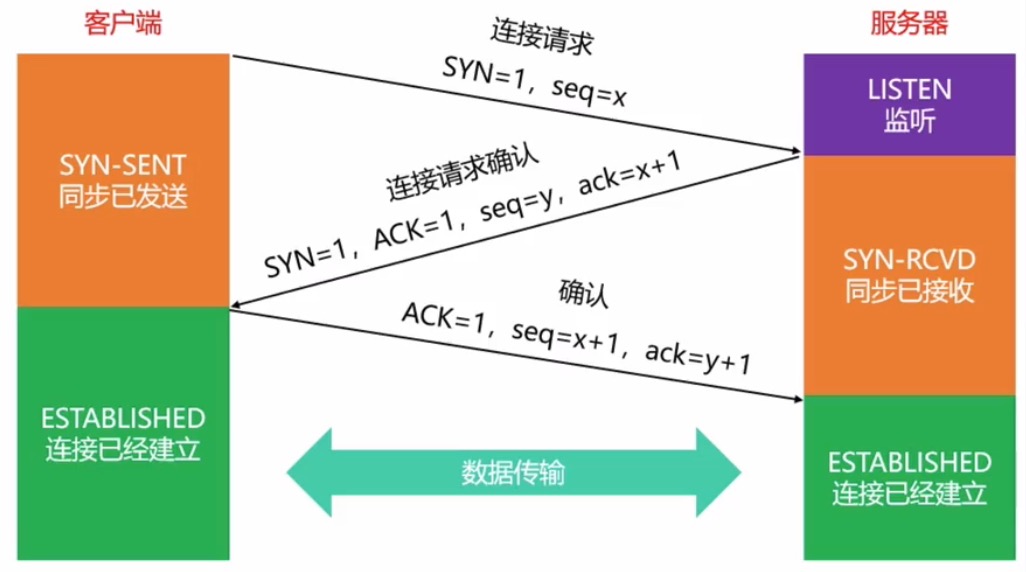 客户端
服务器
连接请求
SYN=1，seq=x
LISTEN
监听
SYN-SENT
同步已发送
连接请求确认
SYN=1，ACK=1，seq=y，ack=x+1
SYN-RCVD
同步已接收
确认
ACK=1，seq=x+1，ack=y+1
ESTABLISHED
连接已经建立
数据传输
ESTABLISHED
连接已经建立